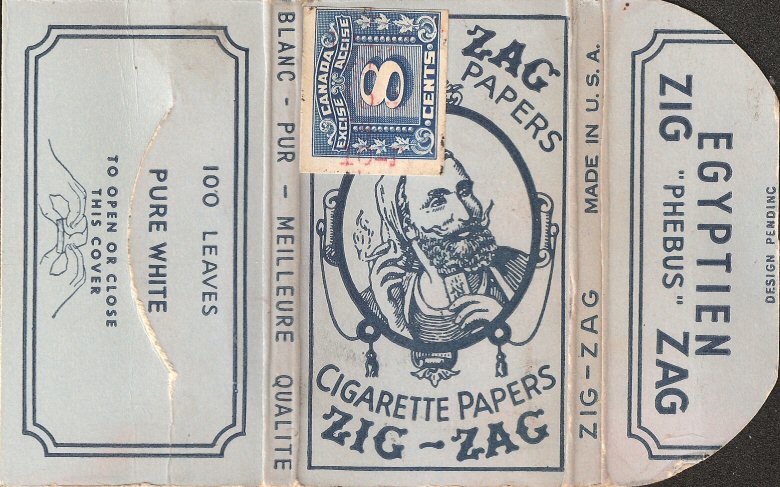 100 LEAVES
PURE WHITE
TO OPEN OR CLOSE
THIS COVER
BLANC - PUR - MEILLEURE QUALITE
CANADA
EXCISE ACCISE
8
CENTS
ZAG
PAPERS
CIGARETTE PAPERS
ZIG-ZAG
ZIG-ZAG MADE IN U.S.A.
EGYPTIEN
ZIG "PHEBUS" ZAG
DESIGN PENDING